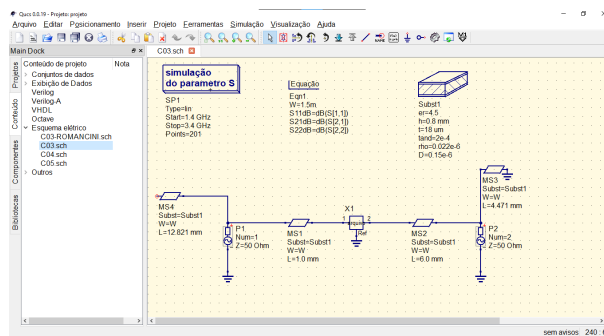 Qucs 0.0.19 - Projeto: projeto
Arquivo Editar Posicionamento Inserir Projeto Ferramentas Simulação Visualização Ajuda
Main Dock
C03.sch
Projetos
Conteúdo
Componentes
Bibliotecas
Conteúdo de projeto Nota
Conjuntos de dados
Exibição de Dados
Verilog
Verilog-A
VHDL
Octave
Esquema elétrico
C03-ROMANCINI.sch
C03.sch
C04.sch
C05.sch
Outros
simulação
do parametro S
SP1
Type=lin
Start=1.4 GHz
Stop=3.4 GHz
Points=201
Equação
Eqn1
W=1.5m
S11dB=dB(S[1,1])
S21dB=dB(S[2,1])
S22dB=dB(S[2,2])
Subst1
er=4.5
h=0.8 mm
t=18 um
tand=2e-4
rho=0.022e-6
D=0.15e-6
MS3
Subst=Subst1
W=W
L=4.471 mm
MS4
Subst=Subst1
W=W
L=12.821 mm
P1
Num=1
Z=50 Ohm
MS1
Subst=Subst1
W=W
L=1.0 mm
X1
1
2
Ref
MS2
Subst=Subst1
W=W
L=6.0 mm
P2
Num=2
Z=50 Ohm
sem avisos